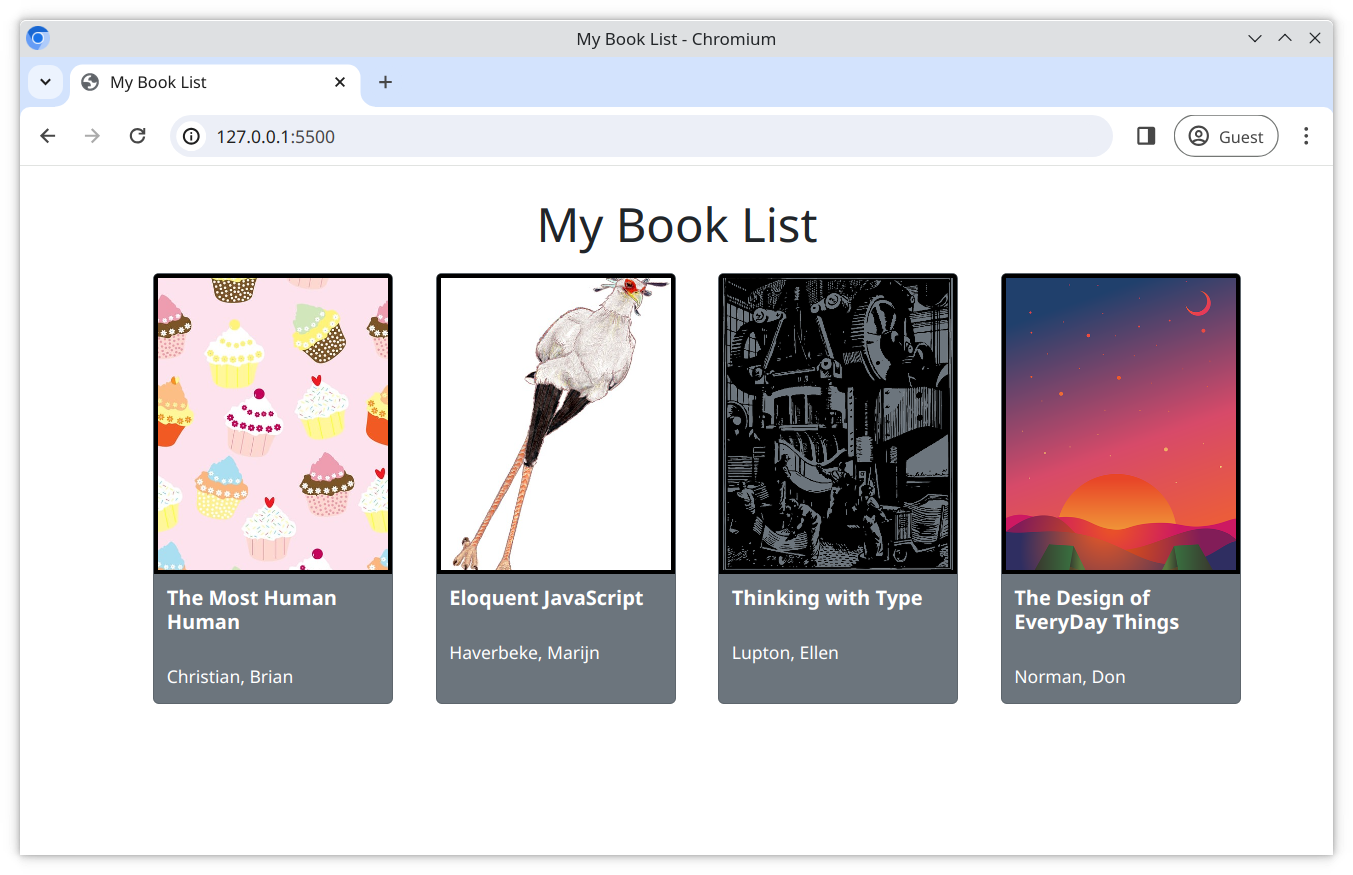 My Book List - Chromium
My Book List
127.0.0.1:5500
Guest
My Book List
The Most Human
Human
Christian, Brian
Eloquent JavaScript
Haverbeke, Marijn
Thinking with Type
Lupton, Ellen
The Design of
EveryDay Things
Norman, Don